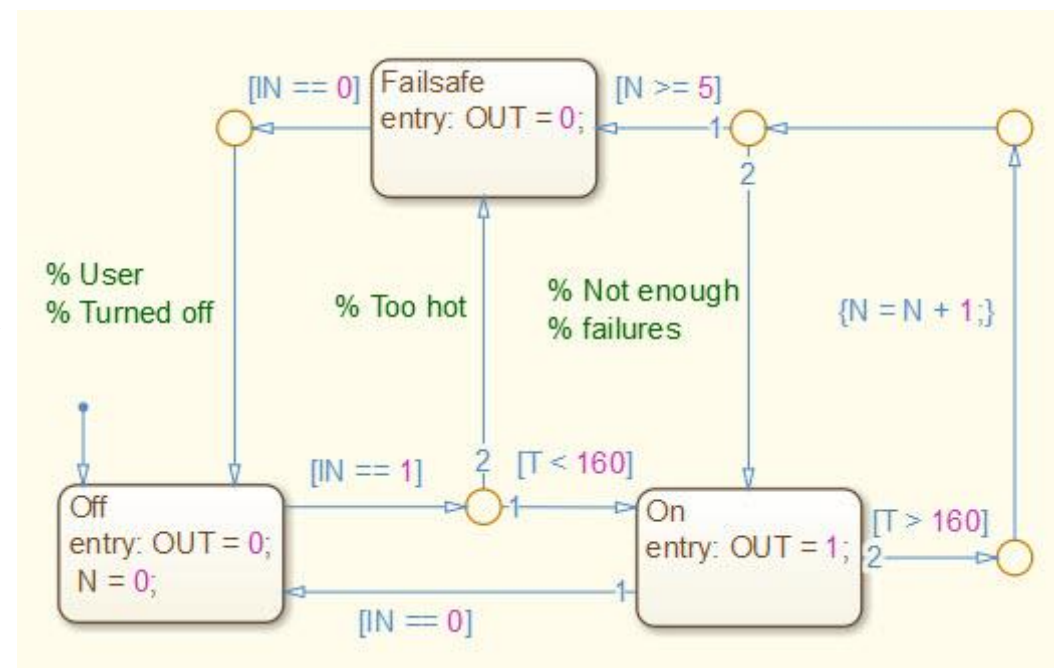 [IN == 0]
Failsafe
entry: OUT = 0;
[N >= 5]
1
2
% User
% Turned off
% Too hot
% Not enough
% failures
{N = N + 1;}
[IN == 1]
2
[T < 160]
1
Off
entry: OUT = 0;
N = 0;
On
entry: OUT = 1;
[T > 160]
2
1
[IN == 0]